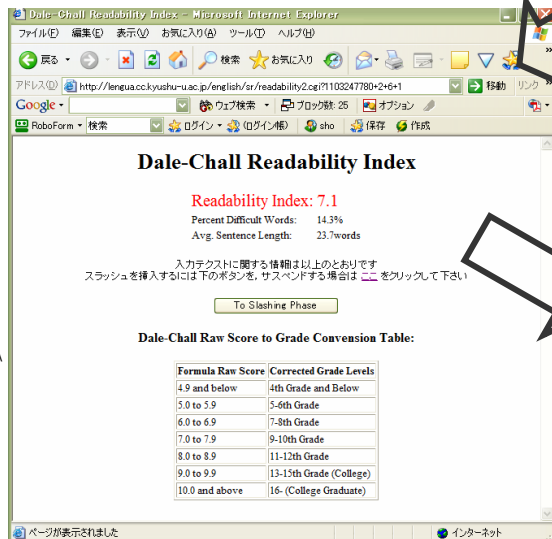 Dale-Chall Readability Index - Microsoft Internet Explorer
ファイル(F) 編集(E) 表示(V) お気に入り(A) ツール(T) ヘルプ(H)
戻る 検索 お気に入り
アドレス(D) http://lengua.cc.kyushu-u.ac.jp/english/sr/readability2.cgi?1103247780+2+6+1 移動 リンク
Google ウェブ検索 ブロック数: 25 オプション
RoboForm 検索 ログイン (ログイン帳) sho 保存 作成
Dale-Chall Readability Index
Readability Index: 7.1
Percent Difficult Words: 14.3%
Avg. Sentence Length: 23.7words
入力テクストに関する情報は以上のとおりです
スラッシュを挿入するには下のボタンを, サスペンドする場合は ここ をクリックして下さい
To Slashing Phase
Dale-Chall Raw Score to Grade Convension Table:
Formula Raw Score Corrected Grade Levels
4.9 and below 4th Grade and Below
5.0 to 5.9 5-6th Grade
6.0 to 6.9 7-8th Grade
7.0 to 7.9 9-10th Grade
8.0 to 8.9 11-12th Grade
9.0 to 9.9 13-15th Grade (College)
10.0 and above 16- (College Graduate)
ページが表示されました インターネット